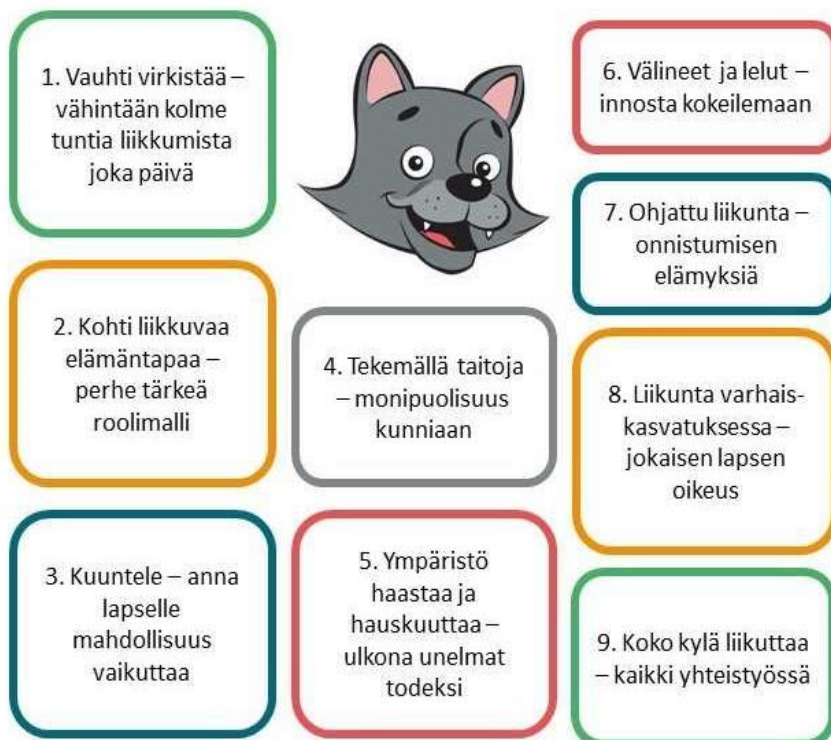 1. Vauhti virkistää –
vähintään kolme
tuntia liikkumista
joka päivä
2. Kohti liikkuvaa
elämäntapaa –
perhe tärkeä
roolimalli
3. Kuuntele – anna
lapselle
mahdollisuus
vaikuttaa
4. Tekemällä taitoja
– monipuolisuus
kunniaan
5. Ympäristö
haastaa ja
hauskuuttaa –
ulkona unelmat
todeksi
6. Välineet ja lelut –
innosta kokeilemaan
7. Ohjattu liikunta –
onnistumisen
elämyksiä
8. Liikunta varhais-
kasvatuksessa –
jokaisen lapsen
oikeus
9. Koko kylä liikuttaa
– kaikki yhteistyössä